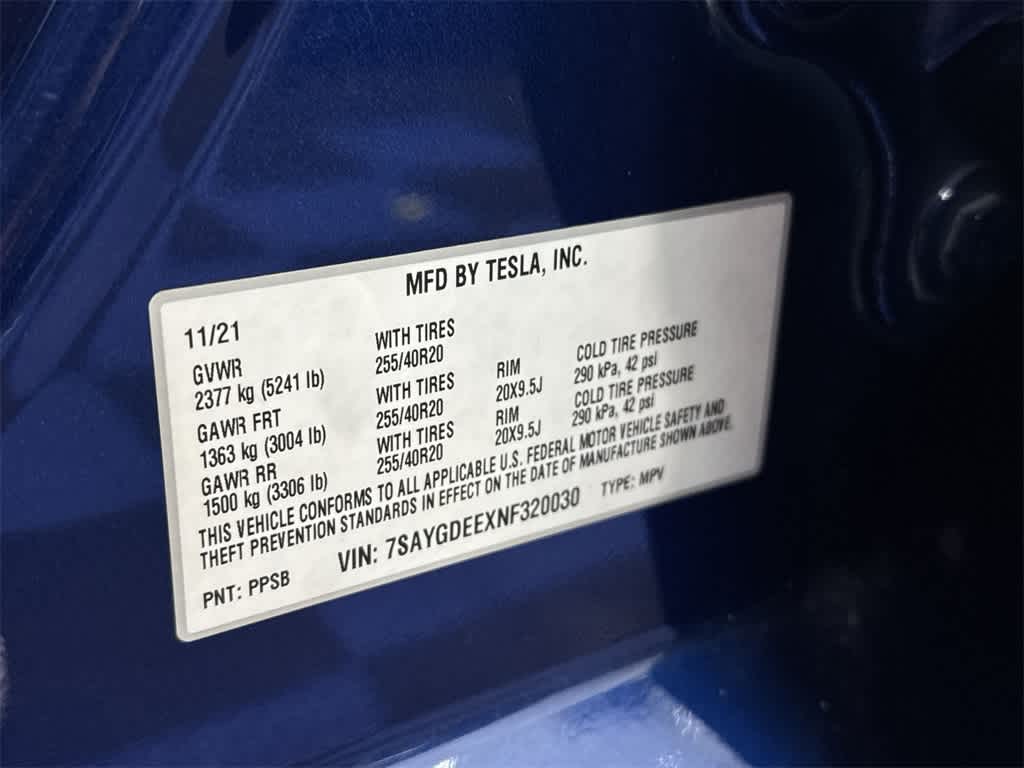 MFD BY TESLA, INC.
11/21
GVWR
2377 kg (5241 lb)
WITH TIRES
255/40R20
GAWR FRT
1363 kg (3004 lb)
WITH TIRES
255/40R20
RIM
20X9.5J
COLD TIRE PRESSURE
290 kPa, 42 psi
GAWR RR
1500 kg (3306 lb)
WITH TIRES
255/40R20
RIM
20X9.5J
COLD TIRE PRESSURE
290 kPa, 42 psi
THIS VEHICLE CONFORMS TO ALL APPLICABLE U.S. FEDERAL MOTOR VEHICLE SAFETY AND
THEFT PREVENTION STANDARDS IN EFFECT ON THE DATE OF MANUFACTURE SHOWN ABOVE.
PNT: PPSB
VIN: 7SAYGDEEXNF320030
TYPE: MPV